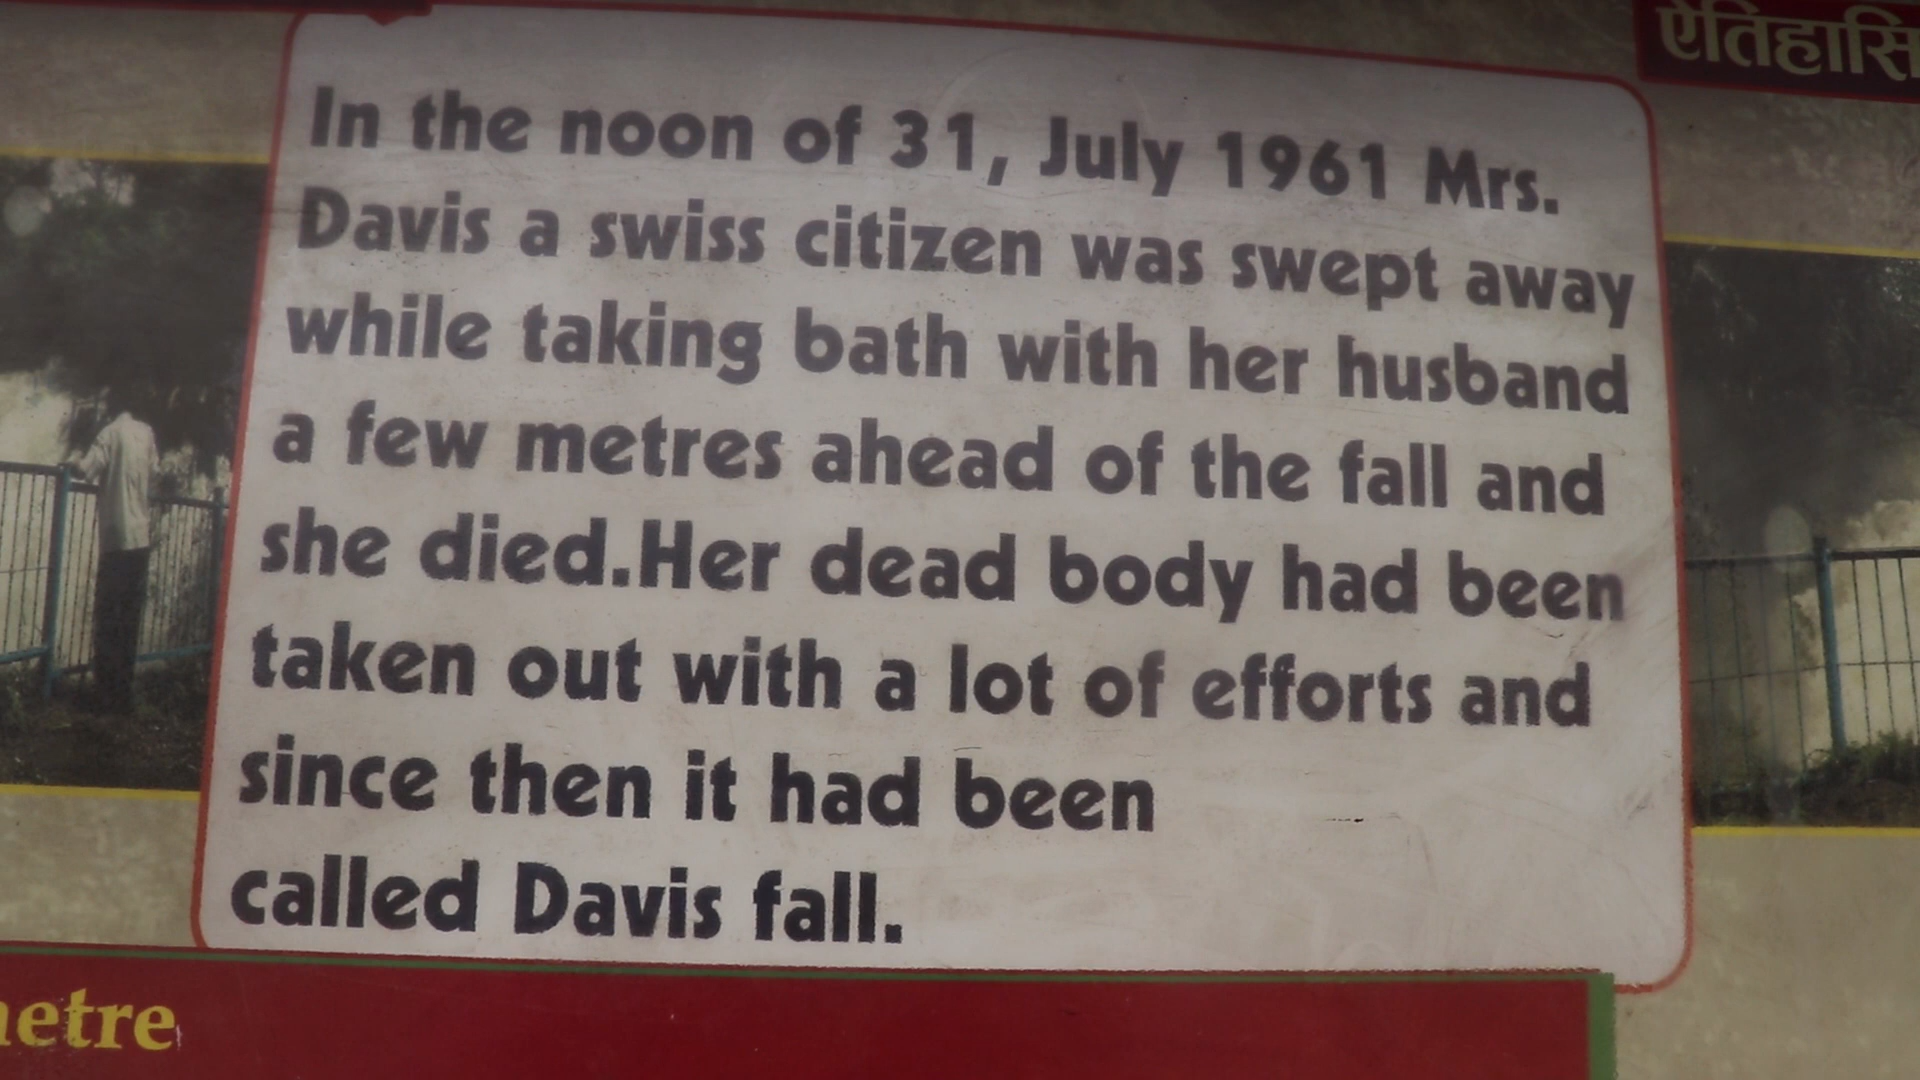 ऐतिहासि
In the noon of 31, July 1961 Mrs.
Davis a swiss citizen was swept away
while taking bath with her husband
a few metres ahead of the fall and
she died.Her dead body had been
taken out with a lot of efforts and
since then it had been
called Davis fall.
etre